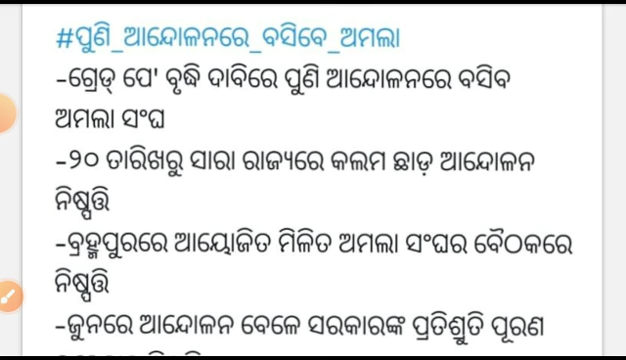 #ପୁଣି_ଆନ୍ଦୋଳନରେ_ବସିବେ_ଅମଲା
-ଗ୍ରେଡ୍ ପେ' ବୃଦ୍ଧି ଦାବିରେ ପୁଣି ଆନ୍ଦୋଳନରେ ବସିବ
ଅମଲା ସଂଘ
-୨୦ ତାରିଖରୁ ସାରା ରାଜ୍ୟରେ କଲମ ଛାଡ଼ ଆନ୍ଦୋଳନ
ନିଷ୍ପତ୍ତି
-ବ୍ରହ୍ମପୁରରେ ଆୟୋଜିତ ମିଳିତ ଅମଲା ସଂଘର ବୈଠକରେ
ନିଷ୍ପତ୍ତି
-ଜୁନରେ ଆନ୍ଦୋଳନ ବେଳେ ସରକାରଙ୍କ ପ୍ରତିଶ୍ରୁତି ପୂରଣ